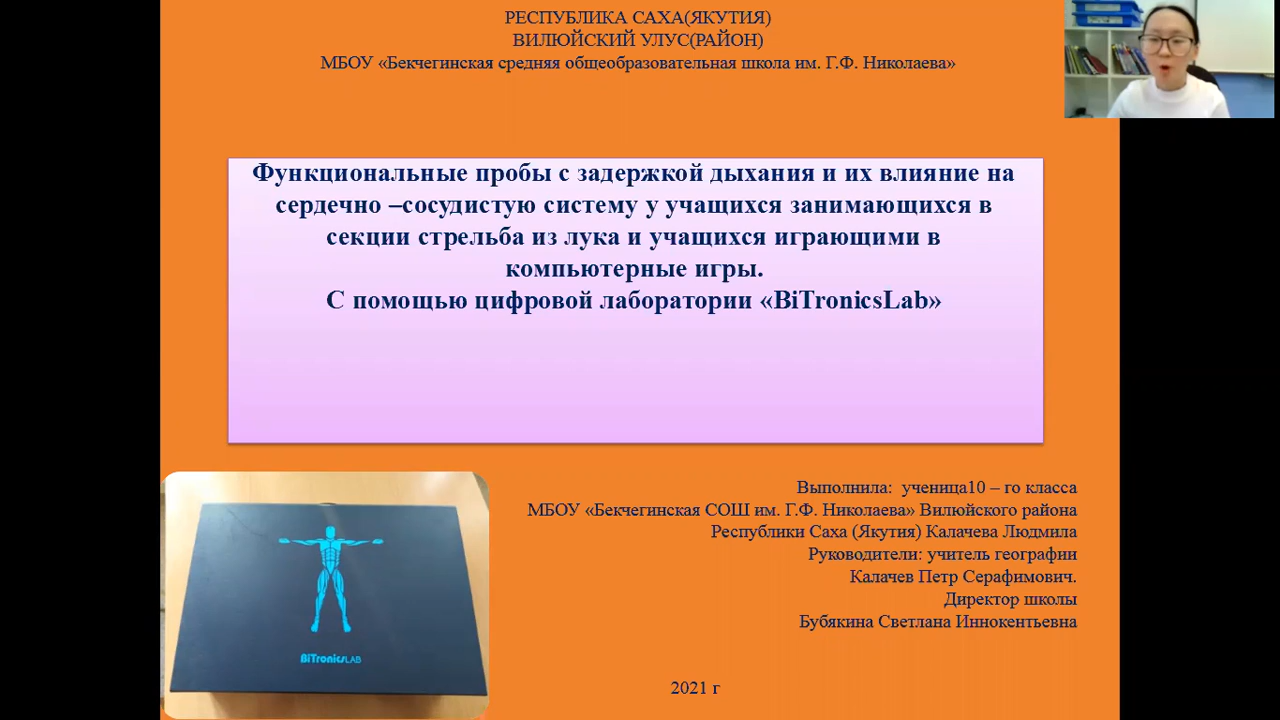 РЕСПУБЛИКА САХА(ЯКУТИЯ)
ВИЛЮЙСКИЙ УЛУС(РАЙОН)
МБОУ «Бекчегинская средняя общеобразовательная школа им. Г.Ф. Николаева»
Функциональные пробы с задержкой дыхания и их влияние на
сердечно –сосудистую систему у учащихся занимающихся в
секции стрельба из лука и учащихся играющими в
компьютерные игры.
С помощью цифровой лаборатории «BiTronicsLab»
Выполнила:  ученица10 – го класса
МБОУ «Бекчегинская СОШ им. Г.Ф. Николаева» Вилюйского района
Республики Саха (Якутия) Калачева Людмила
Руководители: учитель географии
Калачев Петр Серафимович.
Директор школы
Бубякина Светлана Иннокентьевна
BiTronicsLAB
2021 г